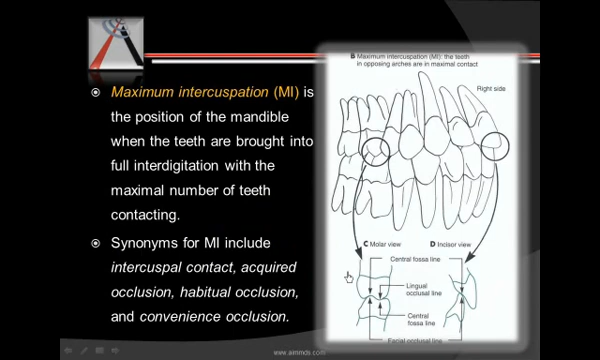 Maximum intercuspation (MI) is
the position of the mandible
when the teeth are brought into
full interdigitation with the
maximal number of teeth
contacting.
Synonyms for MI include
intercuspal contact, acquired
occlusion, habitual occlusion,
and convenience occlusion.
B Maximum intercuspation (MI): the teeth
in opposing arches are in maximal contact
Right side
C Molar view
D Incisor view
Central fossa line
Lingual
occlusal line
Central
fossa line
Facial occlusal line
www.aimmds.com